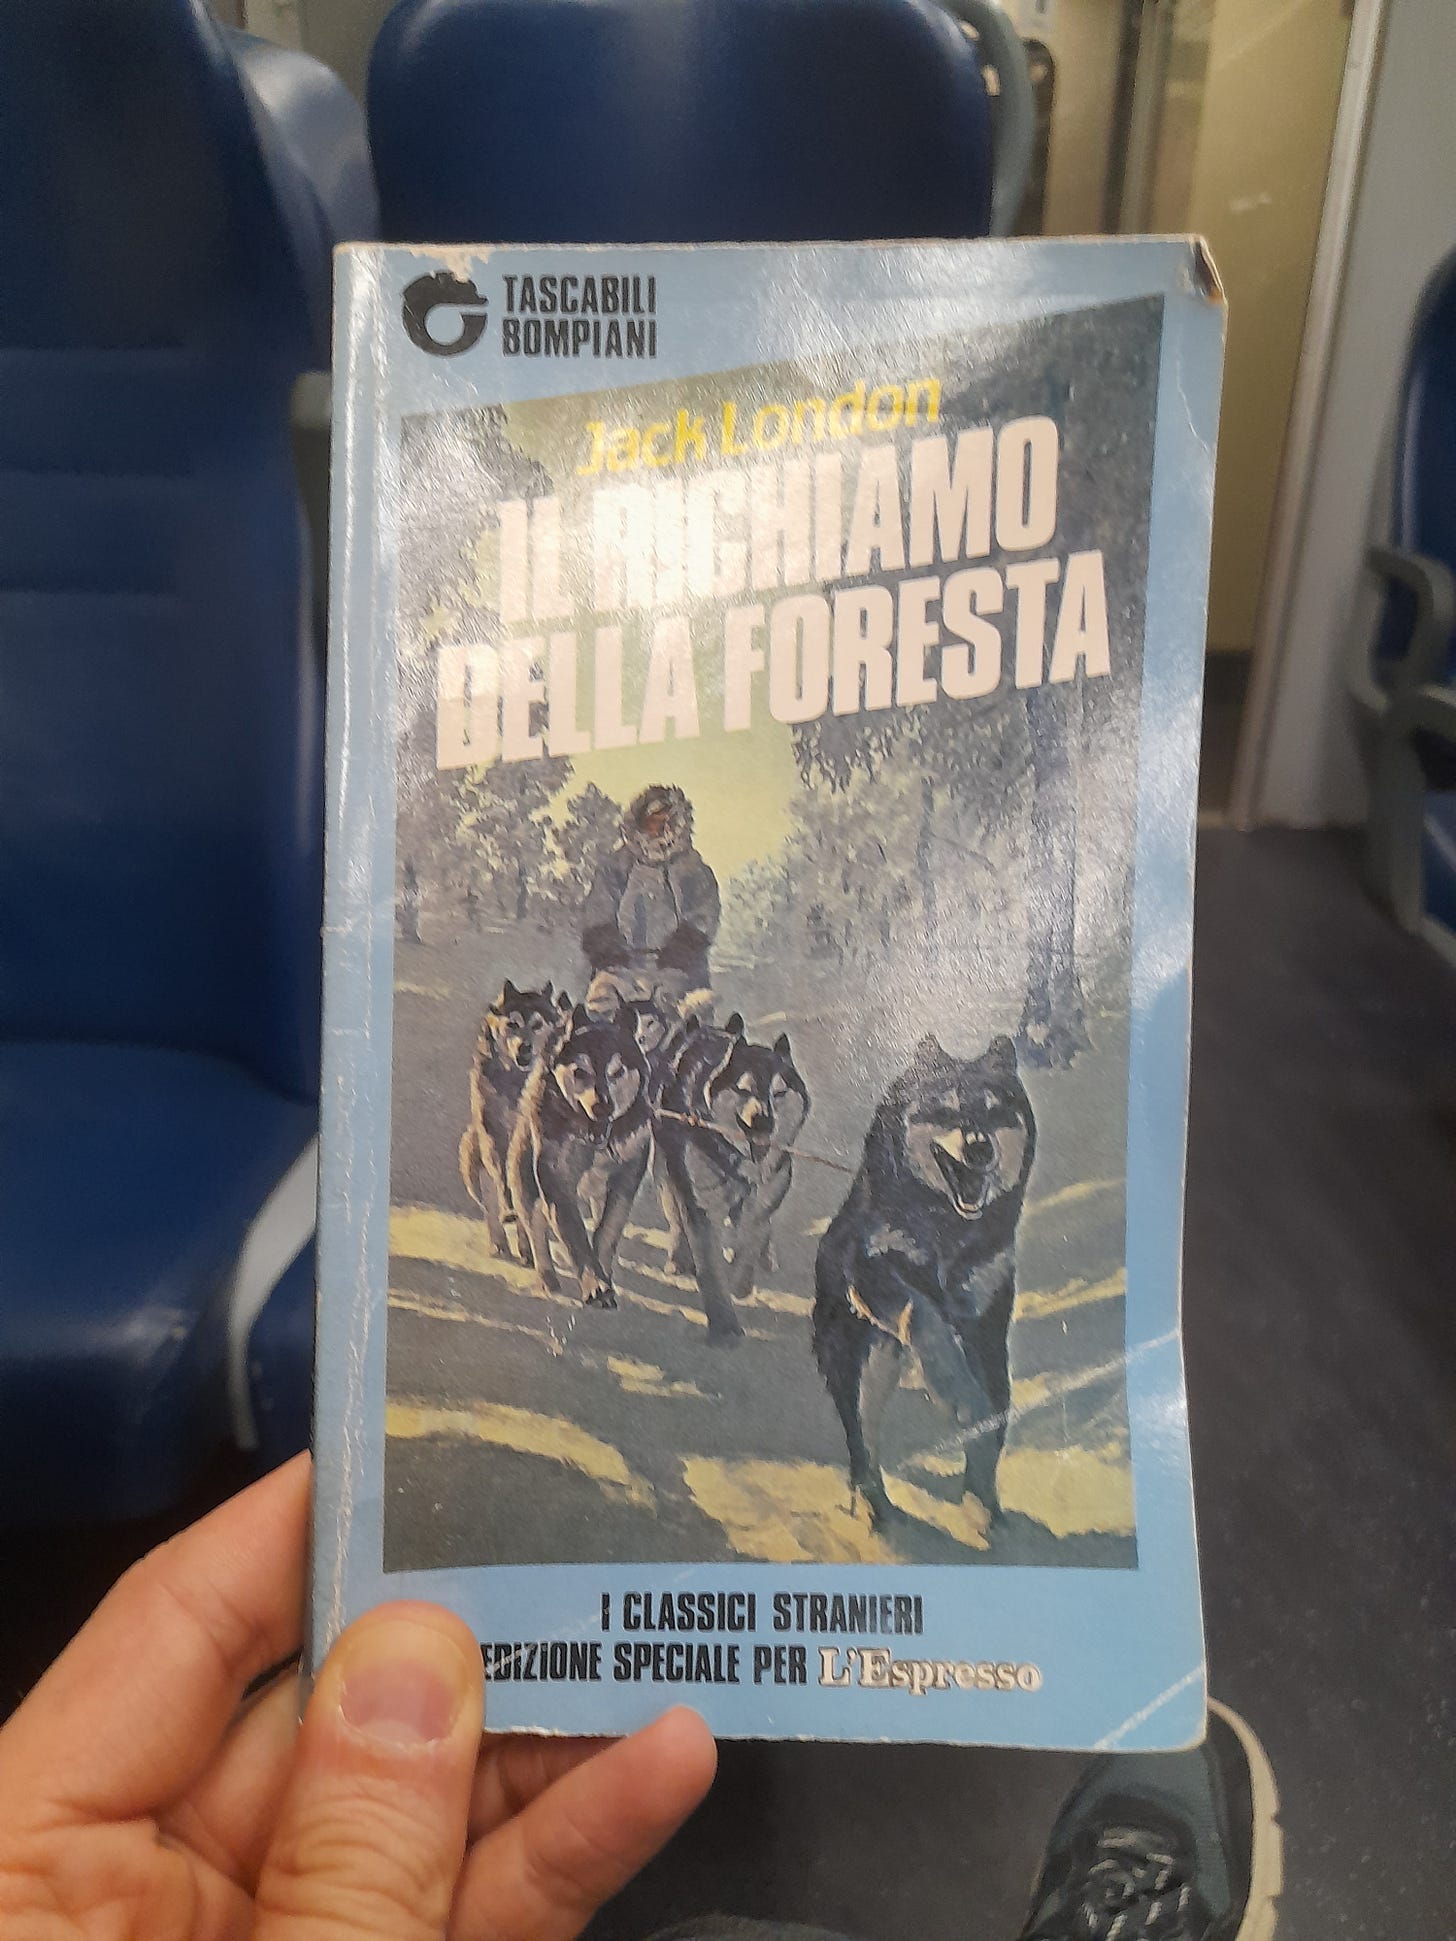 TASCABILI
BOMPIANI
Jack London
IL RICHIAMO
DELLA FORESTA
I CLASSICI STRANIERI
EDIZIONE SPECIALE PER L'Espresso